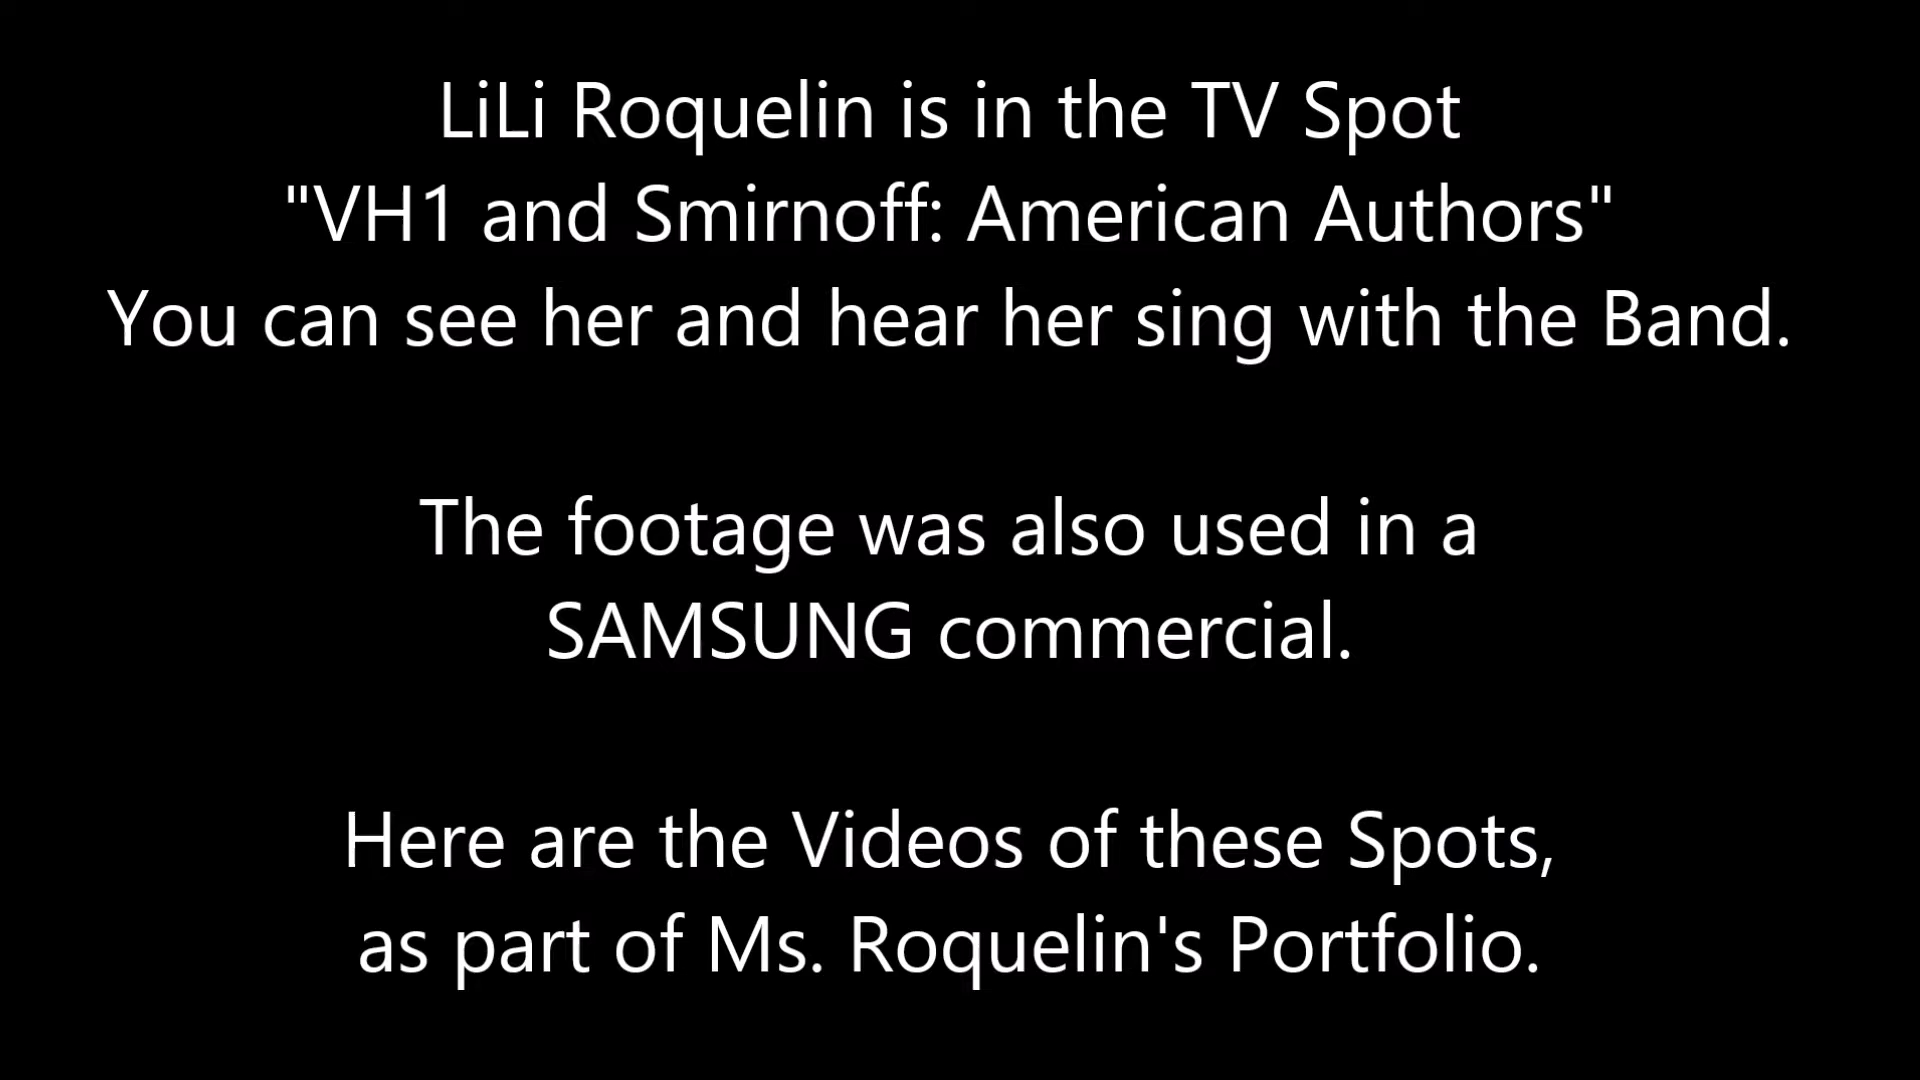 LiLi Roquelin is in the TV Spot
"VH1 and Smirnoff: American Authors"
You can see her and hear her sing with the Band.
The footage was also used in a
SAMSUNG commercial.
Here are the Videos of these Spots,
as part of Ms. Roquelin's Portfolio.